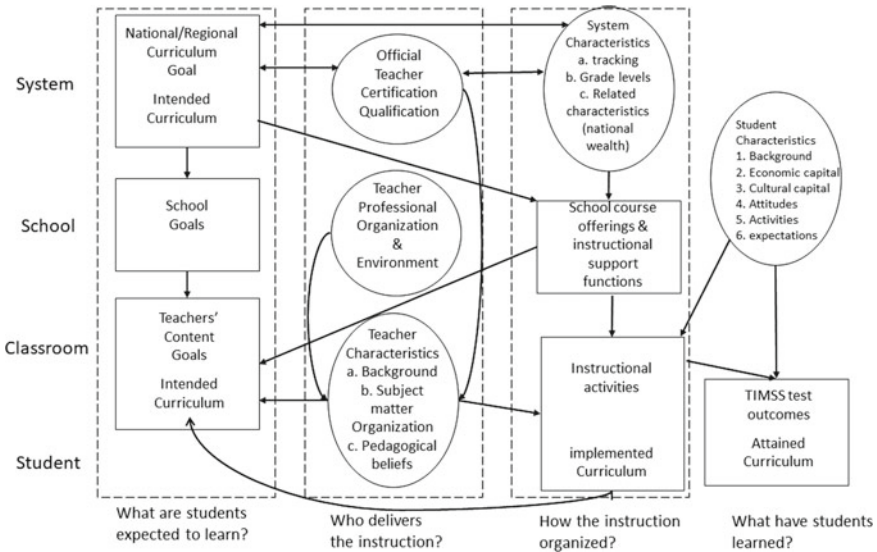 System
School
Classroom
Student
National/Regional
Curriculum
Goal
Intended Curriculum
School
Goals
Teachers'
Content
Goals
Intended
Curriculum
What are students
expected to learn?
Official
Teacher
Certification
Qualification
Teacher
Professional
Organization
&
Environment
Teacher
Characteristics
a. Background
b. Subject
matter
Organization
c. Pedagogical
beliefs
Who delivers
the instruction?
System
Characteristics
a. tracking
b. Grade levels
c. Related
characteristics
(national
wealth)
School course
offerings &
instructional
support
functions
Instructional
activities
implemented
Curriculum
How the instruction
organized?
Student
Characteristics
1. Background
2. Economic capital
3. Cultural capital
4. Attitudes
5. Activities
6. expectations
TIMSS test
outcomes
Attained
Curriculum
What have students
learned?